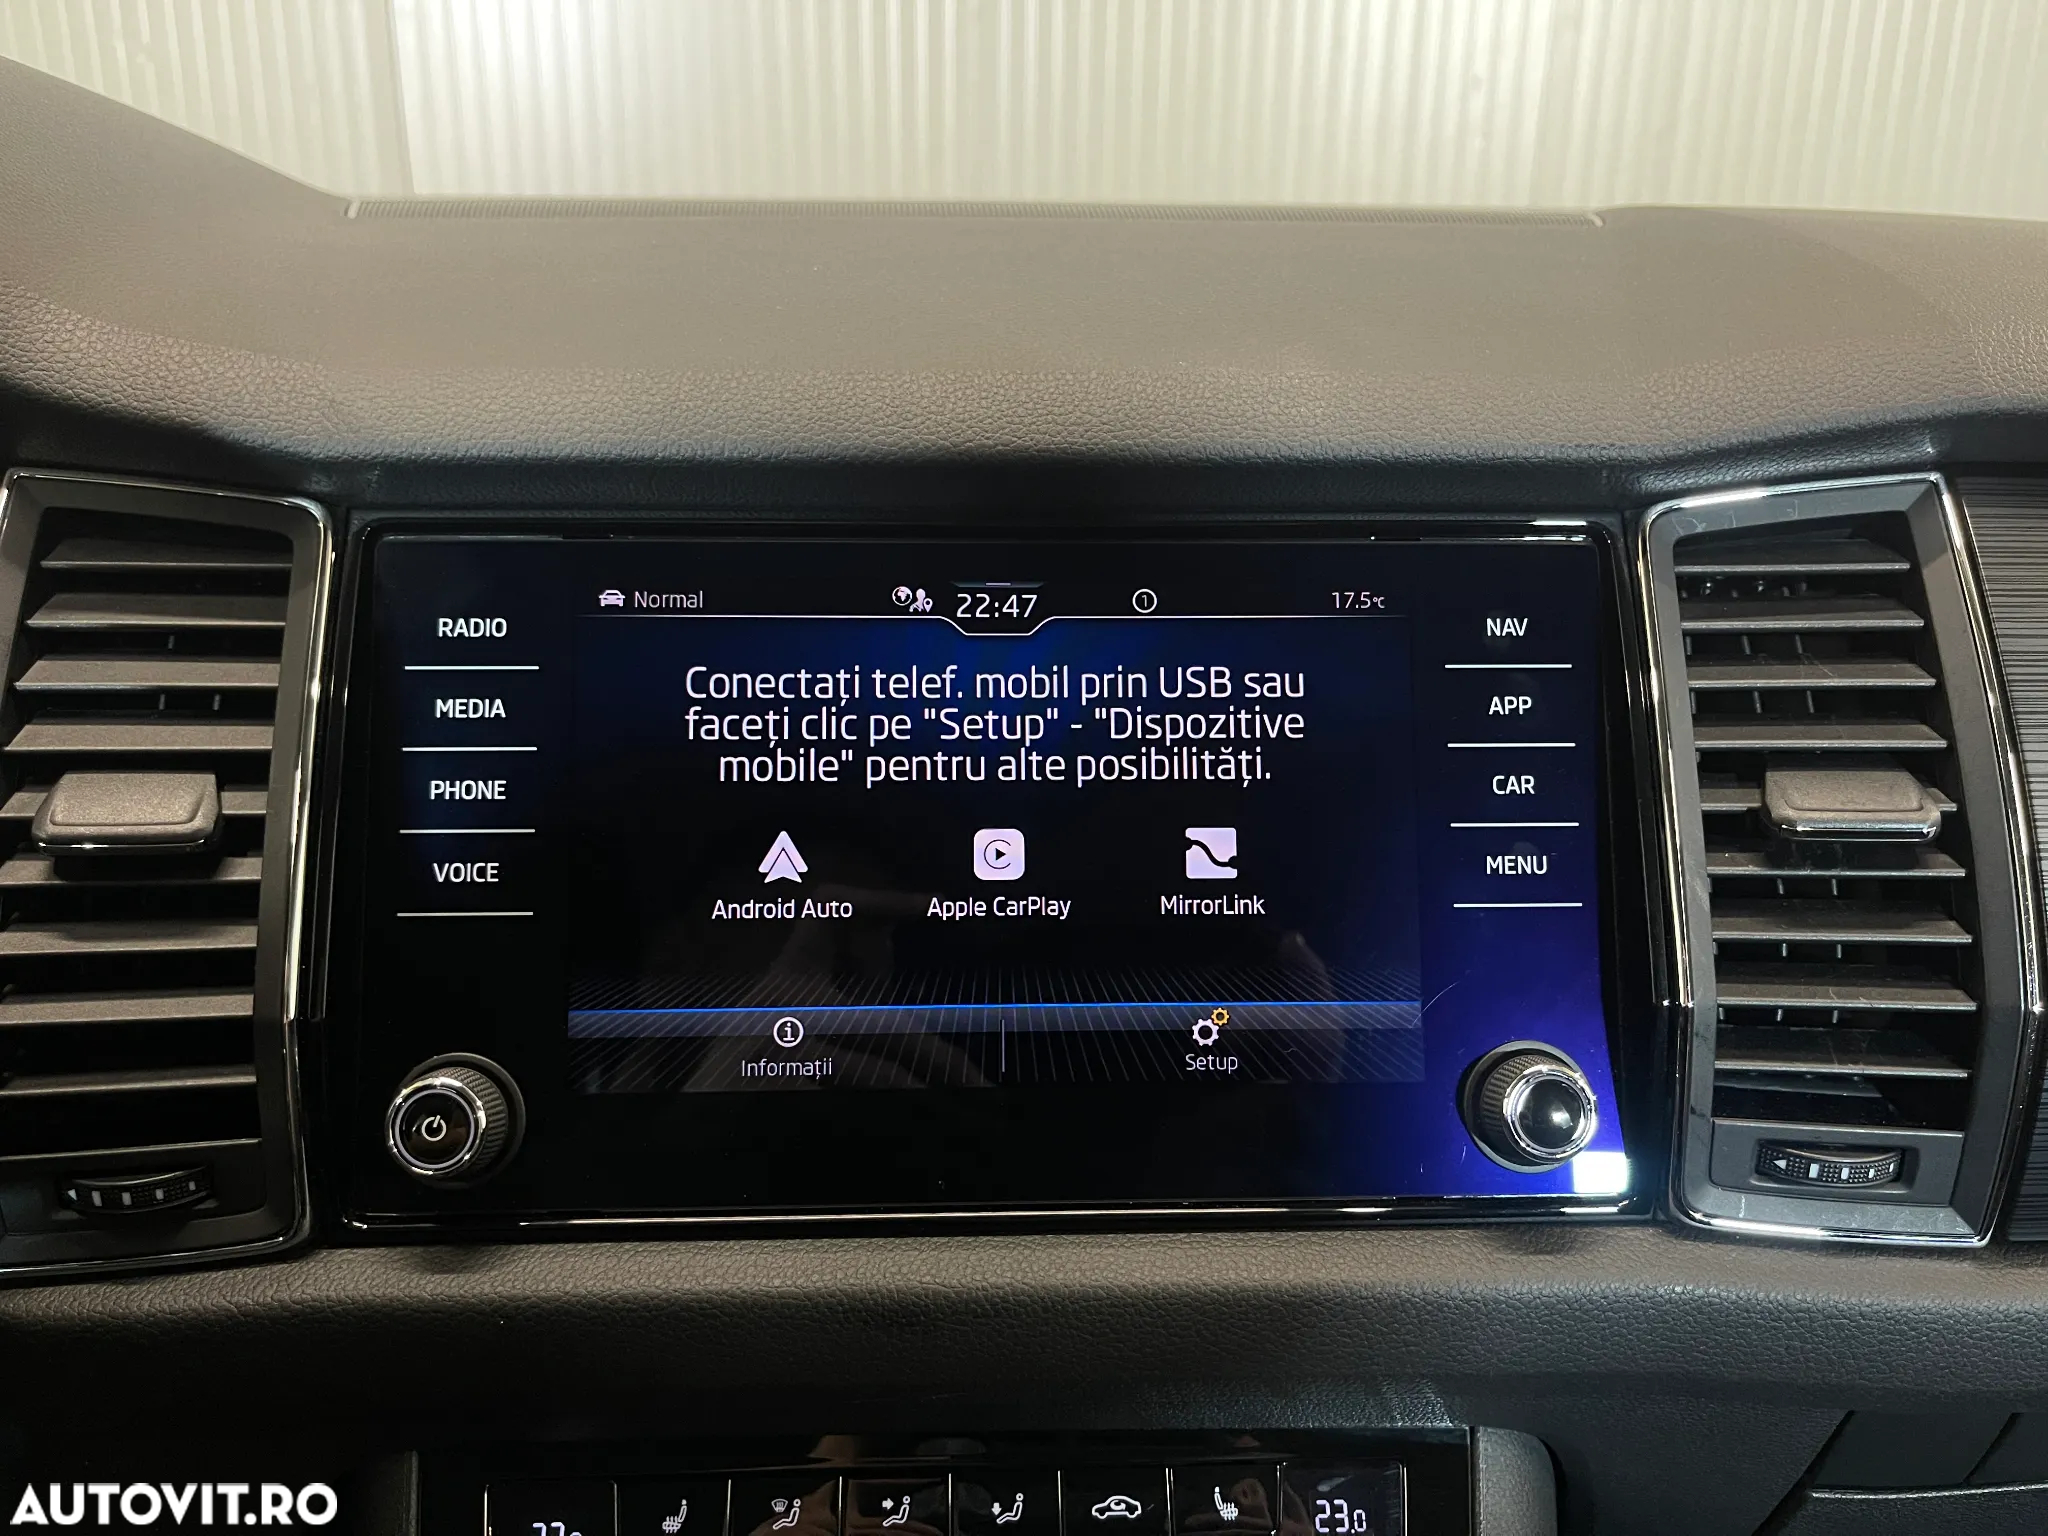 Normal
22:47
1
17.5°C
RADIO
MEDIA
PHONE
VOICE
NAV
APP
CAR
MENU
Conectați telef. mobil prin USB sau
faceți clic pe "Setup" - "Dispozitive
mobile" pentru alte posibilități.
Android Auto
Apple CarPlay
MirrorLink
Informații
Setup
23.0
AUTOVIT.RO